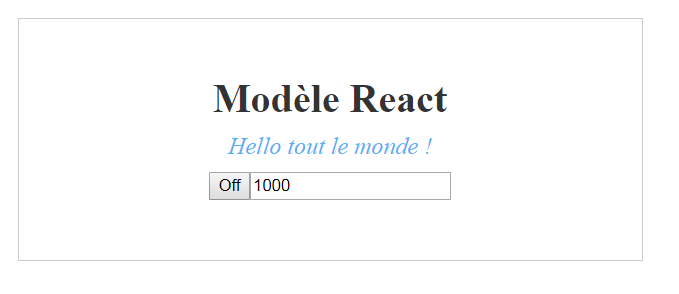 Modèle React
Hello tout le monde !
Off 1000